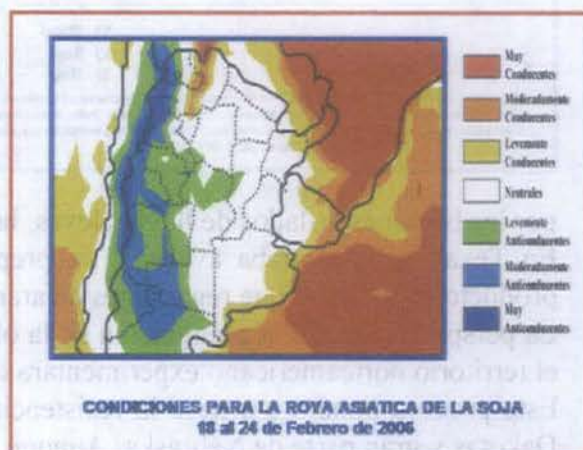 Muy
Conducentes
Moderadamente
Conducentes
Levemente
Conducentes
Neutrales
Levemente
Anticonducentes
Moderadamente
Anticonducentes
Muy
Anticonducentes
CONDICIONES PARA LA ROYA ASIATICA DE LA SOJA
18 al 24 de Febrero de 2006